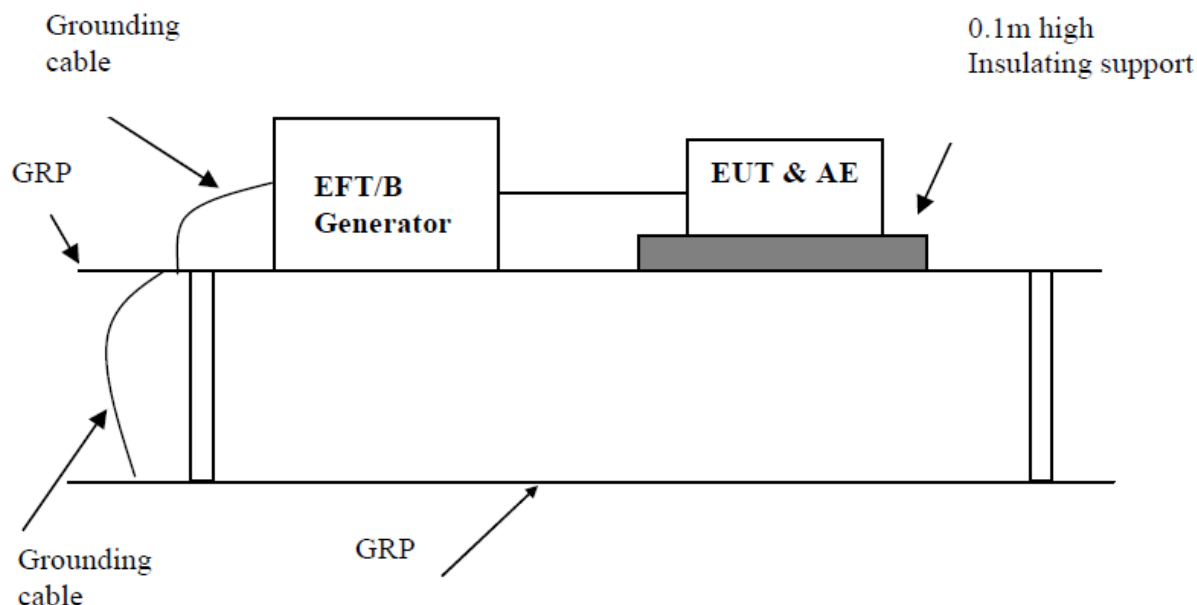 Grounding
cable
0.1m high
Insulating support
GRP
EFT/B
Generator
EUT & AE
Grounding
cable
GRP